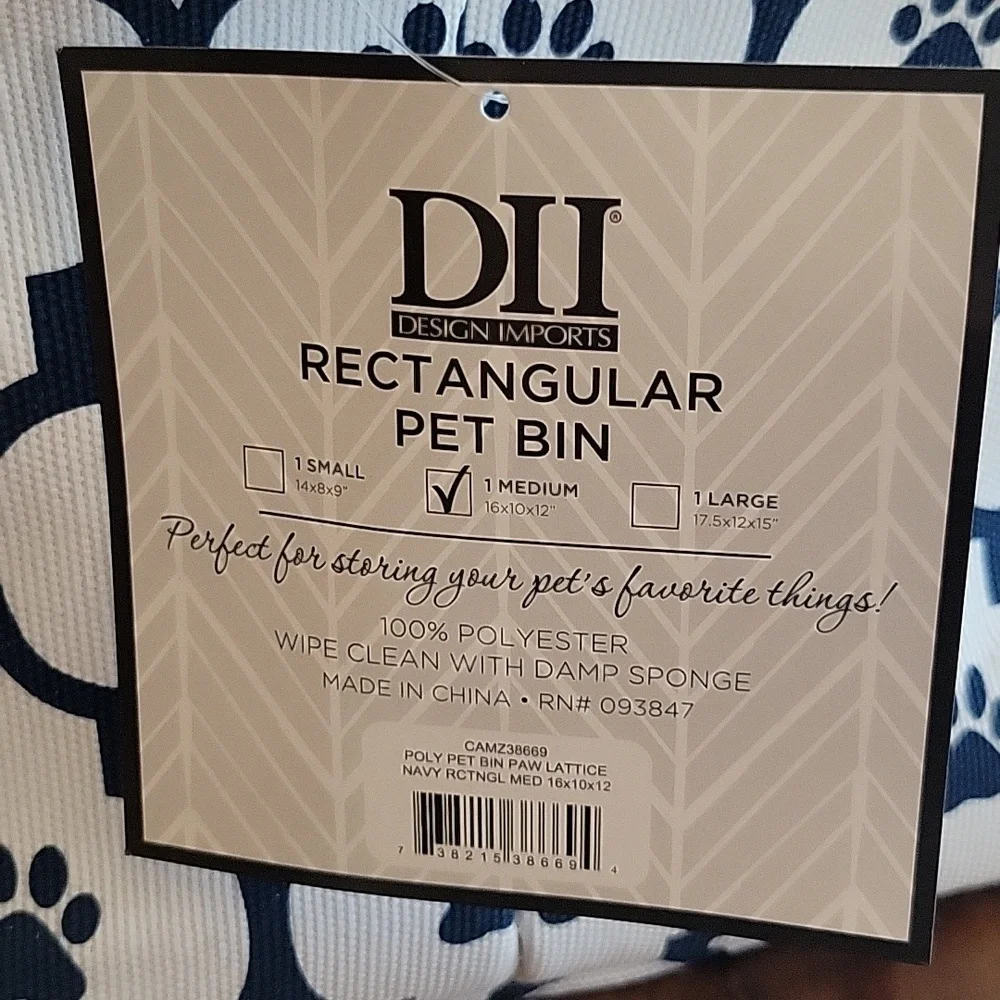 DII®
DESIGN IMPORTS
RECTANGULAR
PET BIN
1 SMALL
14x8x9"
1 MEDIUM
16x10x12"
1 LARGE
17.5x12x15"
Perfect for storing your pet's favorite things!
100% POLYESTER
WIPE CLEAN WITH DAMP SPONGE
MADE IN CHINA • RN# 093847
CAMZ38669
POLY PET BIN PAW LATTICE
NAVY RCTNGL MED 16x10x12
7 38215 38669 4